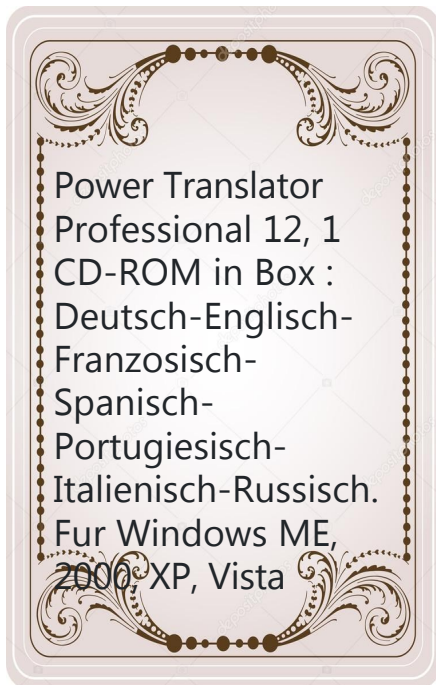 Power Translator
Professional 12, 1
CD-ROM in Box :
Deutsch-Englisch-
Franzosisch-
Spanisch-
Portugiesisch-
Italienisch-Russisch.
Fur Windows ME,
2000, XP, Vista